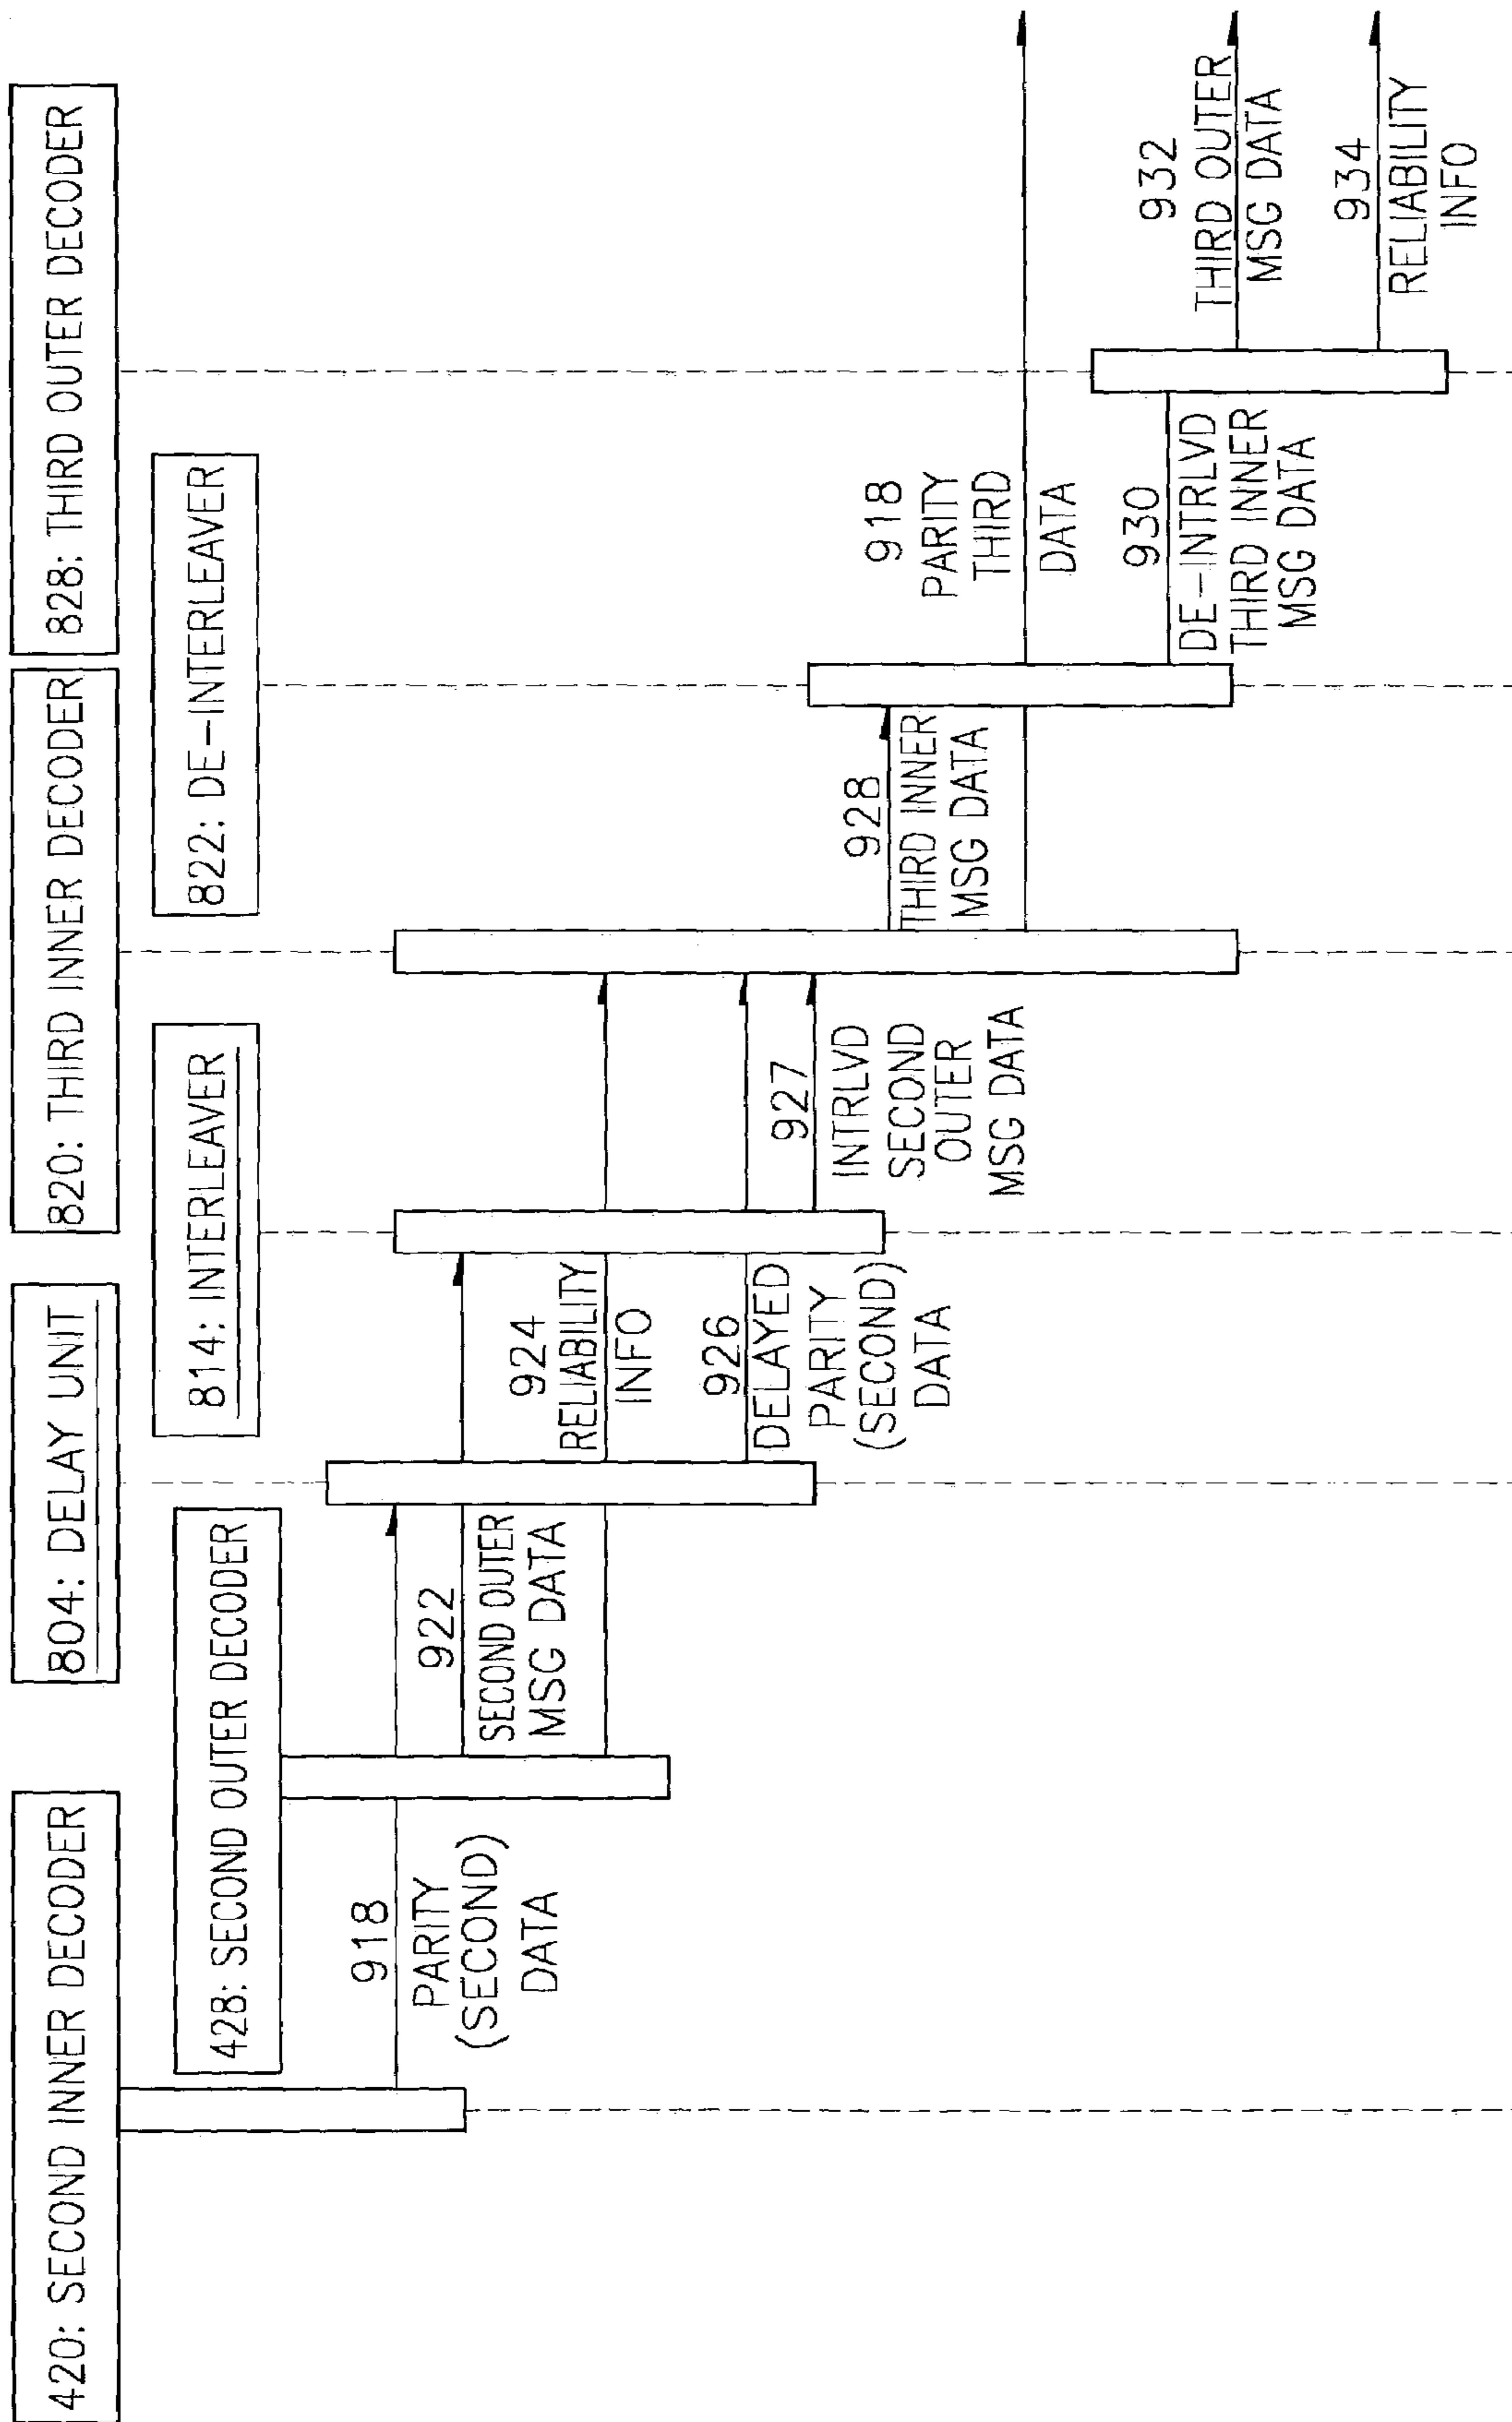 420: SECOND INNER DECODER
804: DELAY UNIT
820: THIRD INNER DECODER
828: THIRD OUTER DECODER
428: SECOND OUTER DECODER
814: INTERLEAVER
822: DE-INTERLEAVER
918
PARITY
(SECOND)
DATA
922
SECOND OUTER
MSG DATA
924
RELIABILITY
INFO
926
DELAYED
PARITY
(SECOND)
DATA
927
INTRLVD
SECOND
OUTER
MSG DATA
928
THIRD INNER
MSG DATA
918
PARITY
THIRD
DATA
930
DE-INTRLVD
THIRD INNER
MSG DATA
932
THIRD OUTER
MSG DATA
934
RELIABILITY
INFO